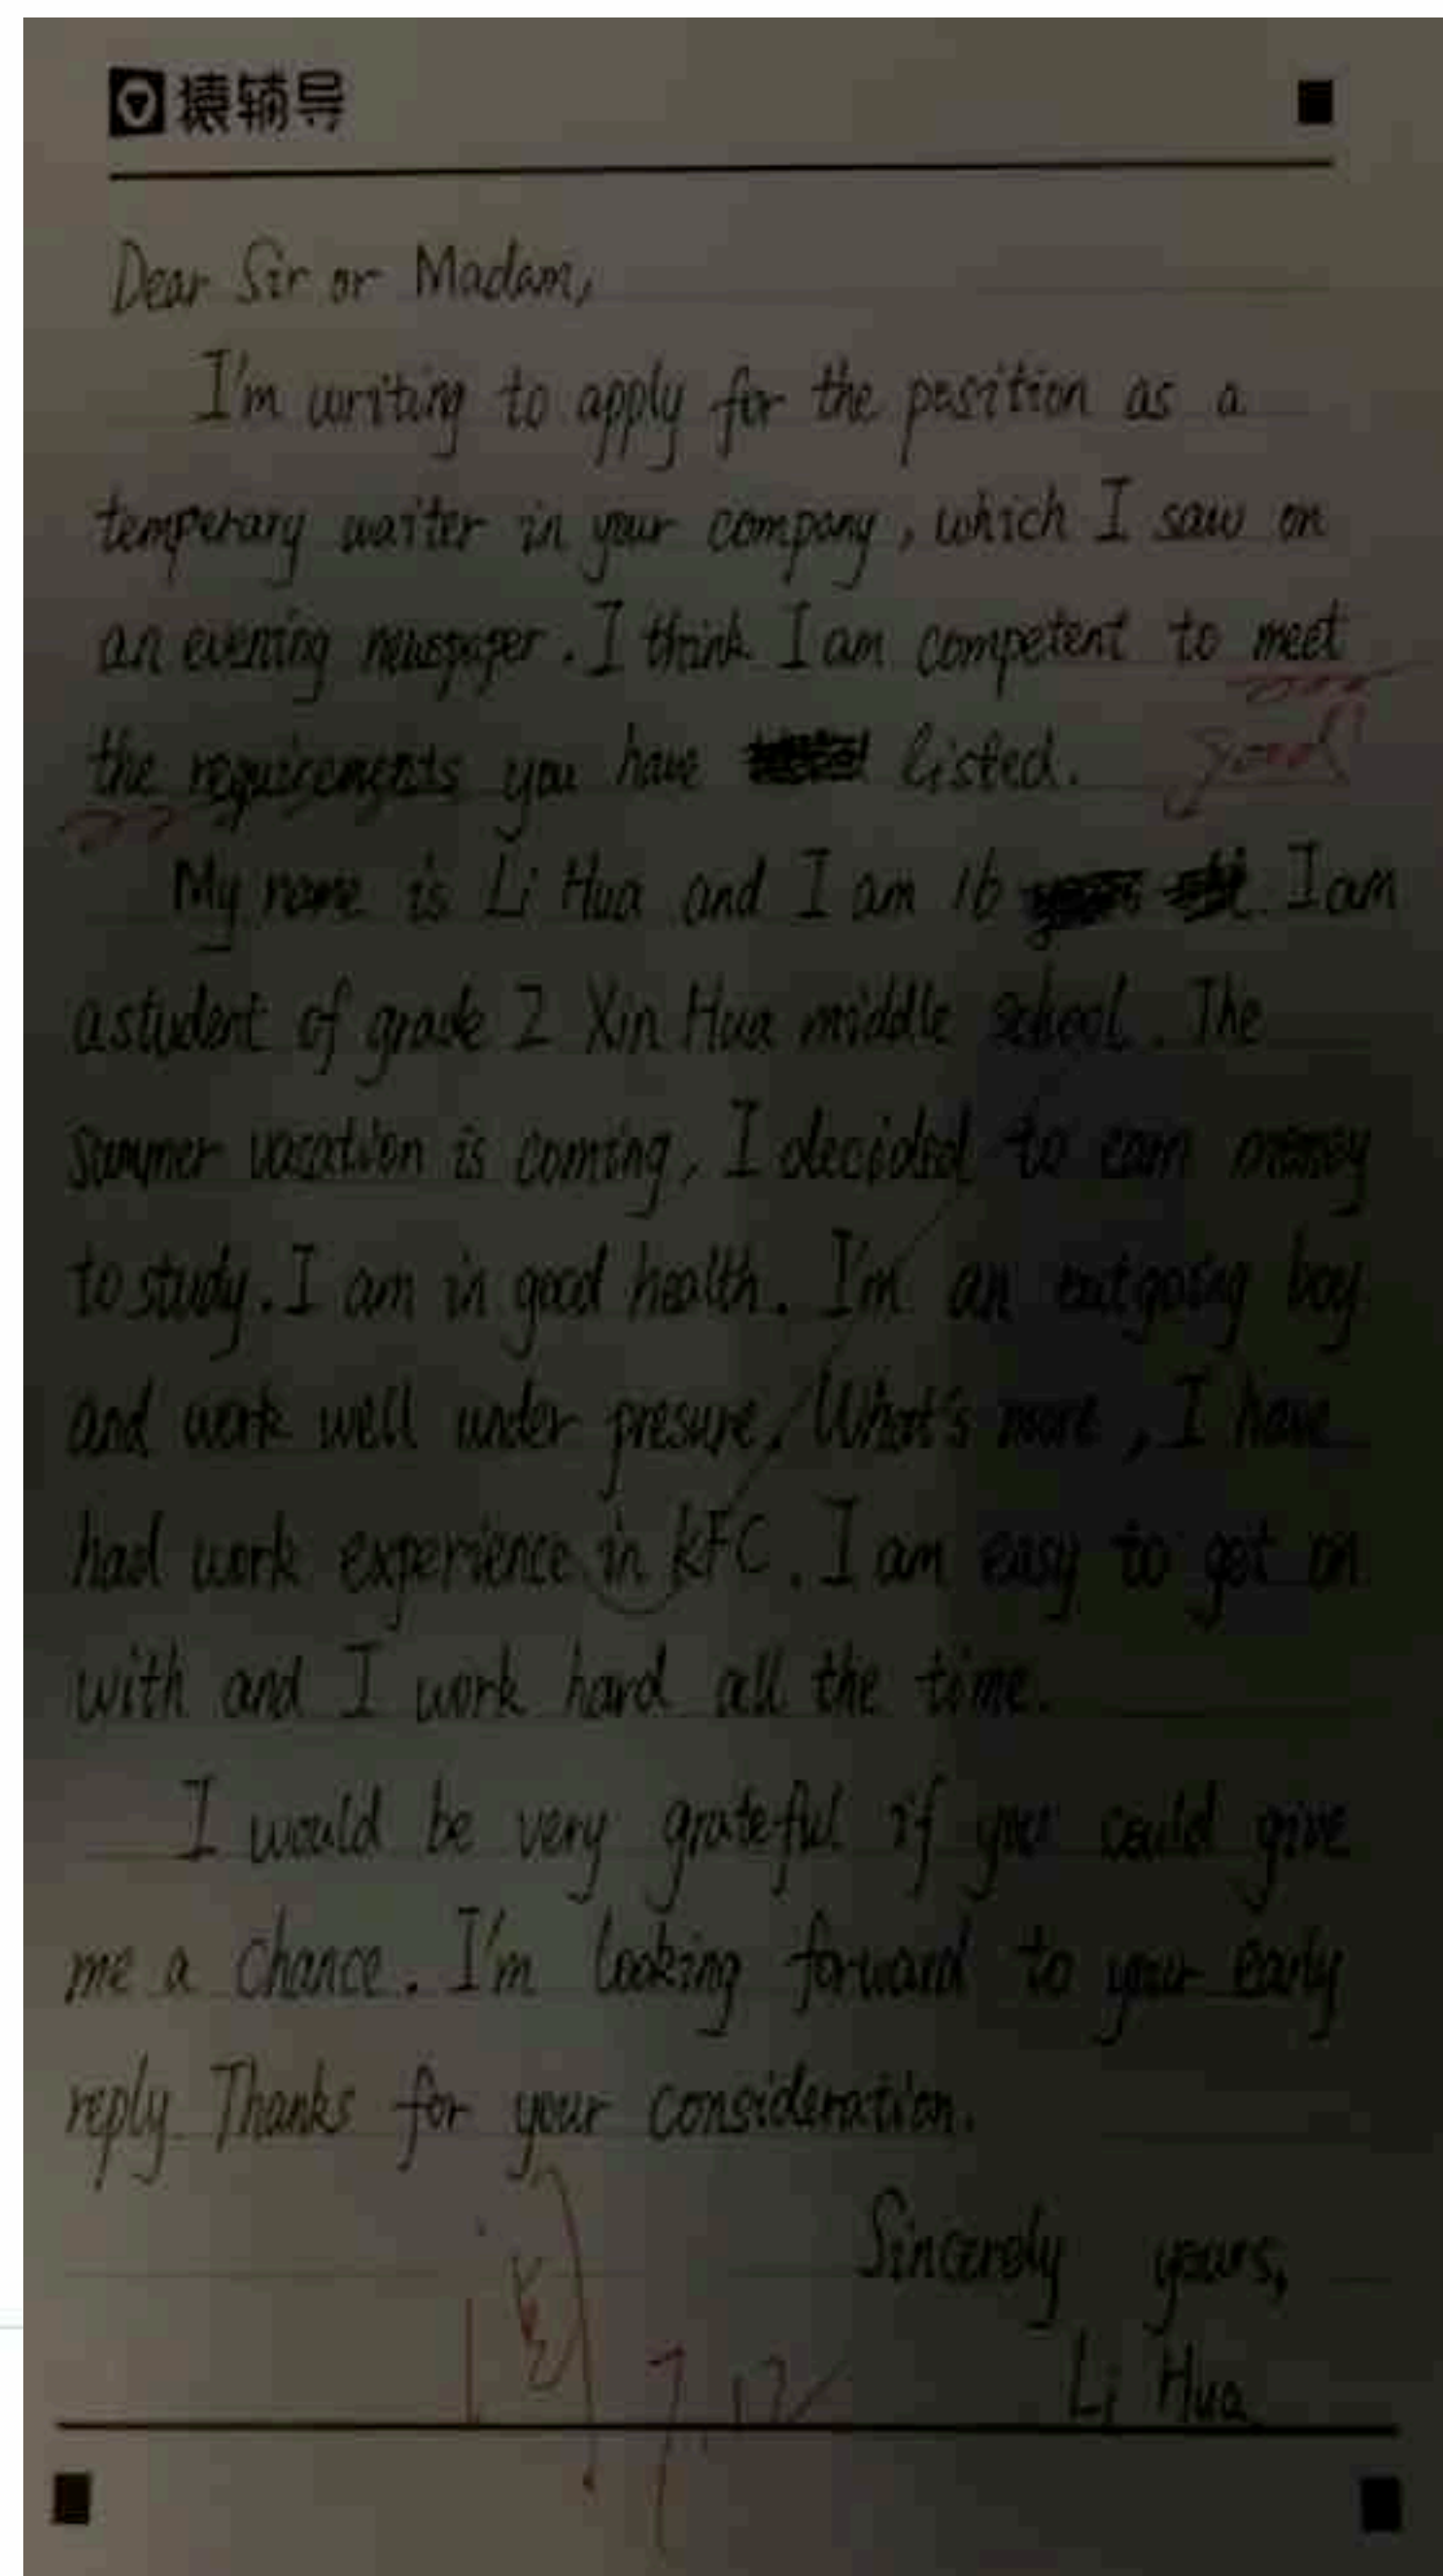 猿辅导
Dear Sir or Madam,
I'm writing to apply for the position as a
temperary waiter in your company, which I saw on
an evening newspaper. I think I am competent to meet
the requirements you have listed.
good
My name is Li Hua and I am 16 I am
a student of grade 2 Xin Hua middle school. The
summer vacation is coming, I decided to earn money
to study. I am in good health. I'm an outgoing boy
and work well under presure. What's more, I have
had work experience in KFC. I am easy to get on
with and I work hard all the time.
I would be very grateful if you could give
me a chance. I'm looking forward to your early
reply. Thanks for your consideration.
Sincerely yours,
Li Hua